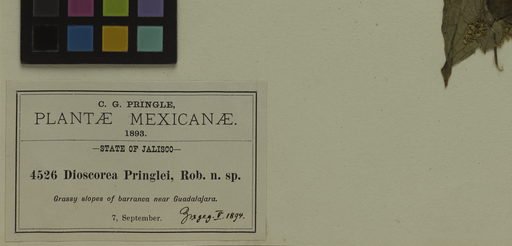 C. G. PRINGLE,
PLANTÆ MEXICANÆ.
1893.
—STATE OF JALISCO—
4526 Dioscorea Pringlei, Rob. n. sp.
Grassy slopes of barranca near Guadalajara.
7, September. 1894.